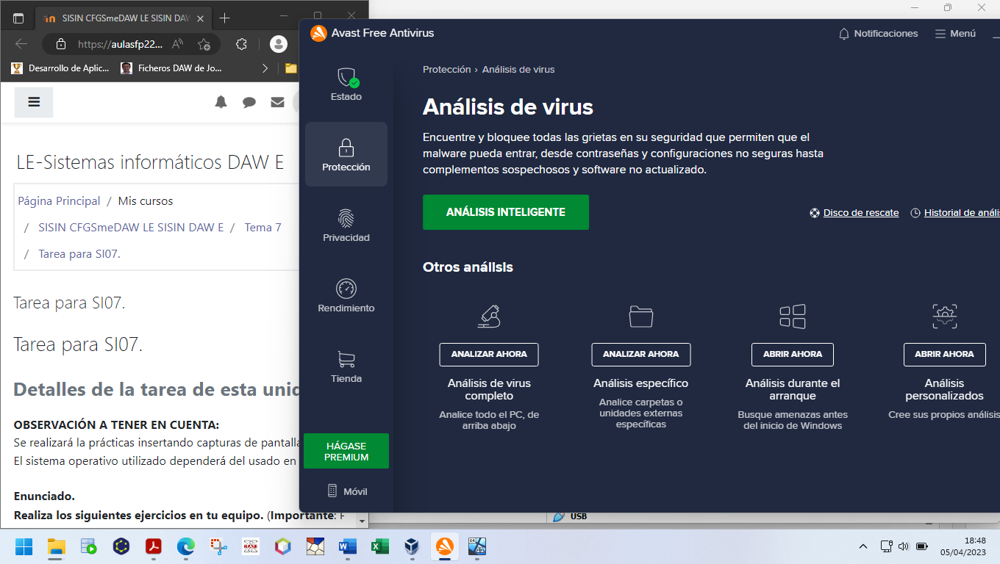 SISIN CFGSmeDAW LE SISIN DAW
https://aulasfp22...
Desarrollo de Aplic...
Ficheros DAW de Jo...
LE-Sistemas informáticos DAW E
Página Principal / Mis cursos
/ SISIN CFGSmeDAW LE SISIN DAW E / Tema 7
/ Tarea para SI07.
Tarea para SI07.
Tarea para SI07.
Detalles de la tarea de esta unid
OBSERVACIÓN A TENER EN CUENTA:
Se realizará la prácticas insertando capturas de pantalla
El sistema operativo utilizado dependerá del usado en
Enunciado.
Realiza los siguientes ejercicios en tu equipo. (Importante:
Avast Free Antivirus
Notificaciones
Menú
Estado
Protección
Privacidad
Rendimiento
Tienda
HÁGASE
PREMIUM
Móvil
Protección › Análisis de virus
Análisis de virus
Encuentre y bloquee todas las grietas en su seguridad que permiten que el
malware pueda entrar, desde contraseñas y configuraciones no seguras hasta
complementos sospechosos y software no actualizado.
ANÁLISIS INTELIGENTE
Disco de rescate
Historial de análi
Otros análisis
ANALIZAR AHORA
Análisis de virus
completo
Analice todo el PC, de
arriba abajo
ANALIZAR AHORA
Análisis específico
Analice carpetas o
unidades externas
específicas
ABRIR AHORA
Análisis durante el
arranque
Busque amenazas antes
del inicio de Windows
ABRIR AHORA
Análisis
personalizados
Cree sus propios análisis
USB
18:48
05/04/2023